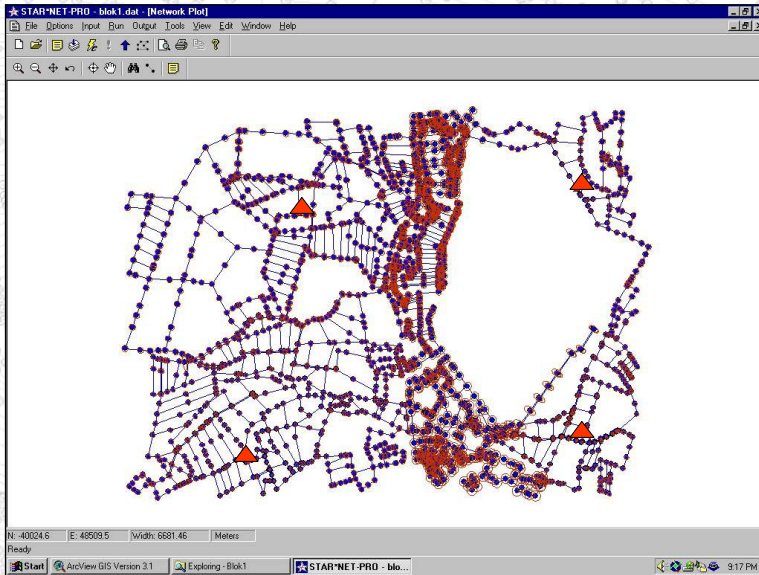 STAR*NET-PRO - blok1.dat - [Network Plot]
File Options Input Run Output Tools View Edit Window Help
N: -40024.6 E: 48509.5 Width: 6681.46 Meters
Ready
Start ArcView GIS Version 3.1 Exploring - Blok1 STAR*NET-PRO - blo... 9:17 PM